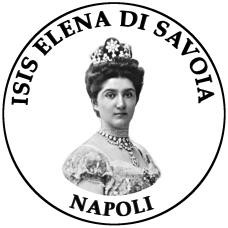 ISIS ELENA DI SAVOIA
NAPOLI